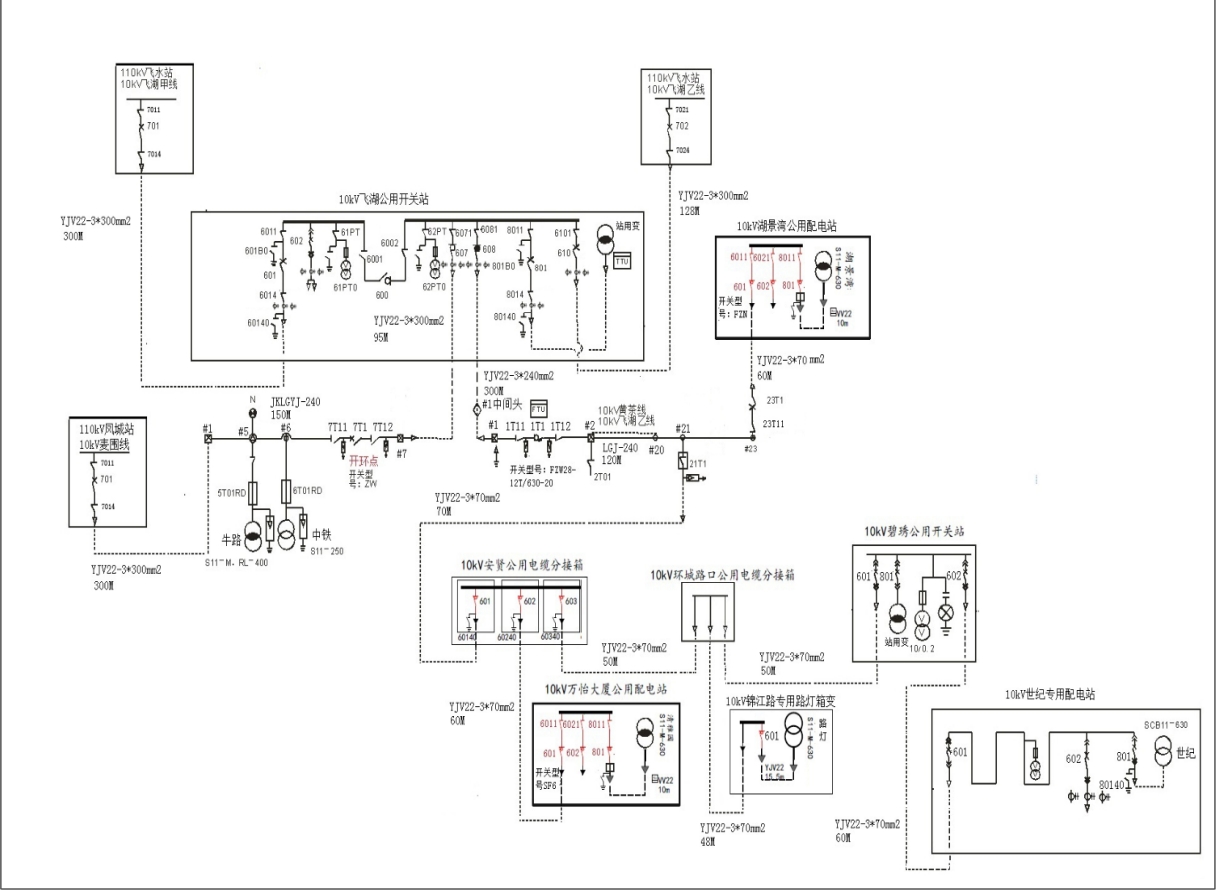 110kV飞水站
10kV飞湖甲线
7011
701
7014
YJV22-3*300mm2
300M
110kV飞水站
10kV飞湖乙线
7021
702
7024
YJV22-3*300mm2
128M
10kV飞湖公用开关站
6011
601B0
601
6014
60140
602
61PT
61PT0
6001
600
6002
62PT
62PT0
6071
607
6081
608
8011
801B0
801
8014
80140
6101
610
站用变
TTU
YJV22-3*300mm2
95M
YJV22-3*240mm2
300M
#1中间头
FTU
10kV湖景湾公用配电站
6011
6021
8011
601
602
801
开关型
号: FZN
湖景湾
S11-M-630
VV22
10m
YJV22-3*70 mm2
60M
23T1
23T11
#23
110kV凤城站
10kV麦围线
7011
701
7014
YJV22-3*300mm2
300M
#1
#5
N
JKLGYJ-240
150M
#6
7T11
7T1
7T12
#7
开环点
开关型
号: ZW
5T01RD
6T01RD
牛路
S11-M. RL-400
中铁
S11-250
#1
1T11
1T1
1T12
#2
开关型号: FZW28-
12T/630-20
2T01
10kV黄茶线
10kV飞湖乙线
LGJ-240
120M
#20
#21
21T1
YJV22-3*70mm2
70M
10kV安贤公用电缆分接箱
601
602
603
60140
60240
60340
10kV环城路口公用电缆分接箱
YJV22-3*70mm2
50M
YJV22-3*70mm2
50M
10kV碧琇公用开关站
601
801
602
站用变
10/0.2
10kV万怡大厦公用配电站
YJV22-3*70mm2
60M
6011
6021
8011
601
602
801
开关型
号SF6
S11-M-630
VV22
10m
10kV锦江路专用路灯箱变
601
YJV22
15.5m
路灯
S11-M-630
YJV22-3*70mm2
48M
10kV世纪专用配电站
601
602
801
80140
SCB11-630
世纪
YJV22-3*70mm2
60M